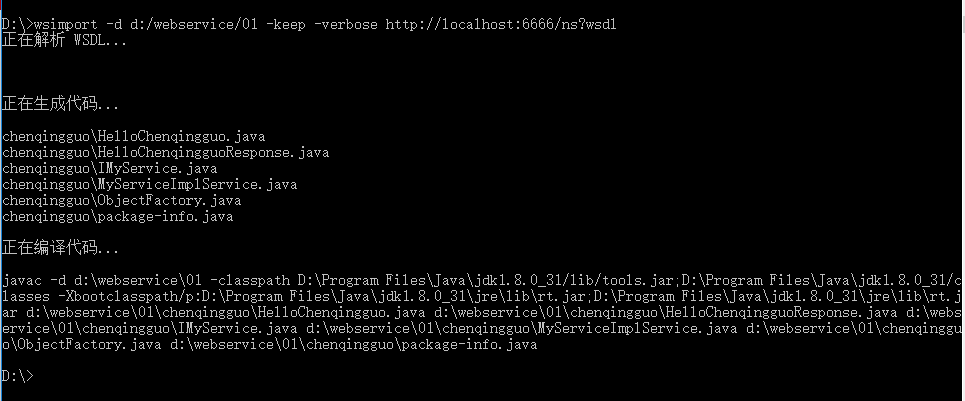 D:\>wsimport -d d:/webservice/01 -keep -verbose http://localhost:6666/ns?wsdl
正在解析 WSDL...
正在生成代码...
chenqingguo\HelloChenqingguo.java
chenqingguo\HelloChenqingguoResponse.java
chenqingguo\IMyService.java
chenqingguo\MyServiceImplService.java
chenqingguo\ObjectFactory.java
chenqingguo\package-info.java
正在编译代码...
javac -d d:\webservice\01 -classpath D:\Program Files\Java\jdk1.8.0_31/lib/tools.jar;D:\Program Files\Java\jdk1.8.0_31/c
lasses -Xbootclasspath/p:D:\Program Files\Java\jdk1.8.0_31\jre\lib\rt.jar;D:\Program Files\Java\jdk1.8.0_31\jre\lib\rt.j
ar d:\webservice\01\chenqingguo\HelloChenqingguo.java d:\webservice\01\chenqingguo\HelloChenqingguoResponse.java d:\webs
ervice\01\chenqingguo\IMyService.java d:\webservice\01\chenqingguo\MyServiceImplService.java d:\webservice\01\chenqinggu
o\ObjectFactory.java d:\webservice\01\chenqingguo\package-info.java
D:\>